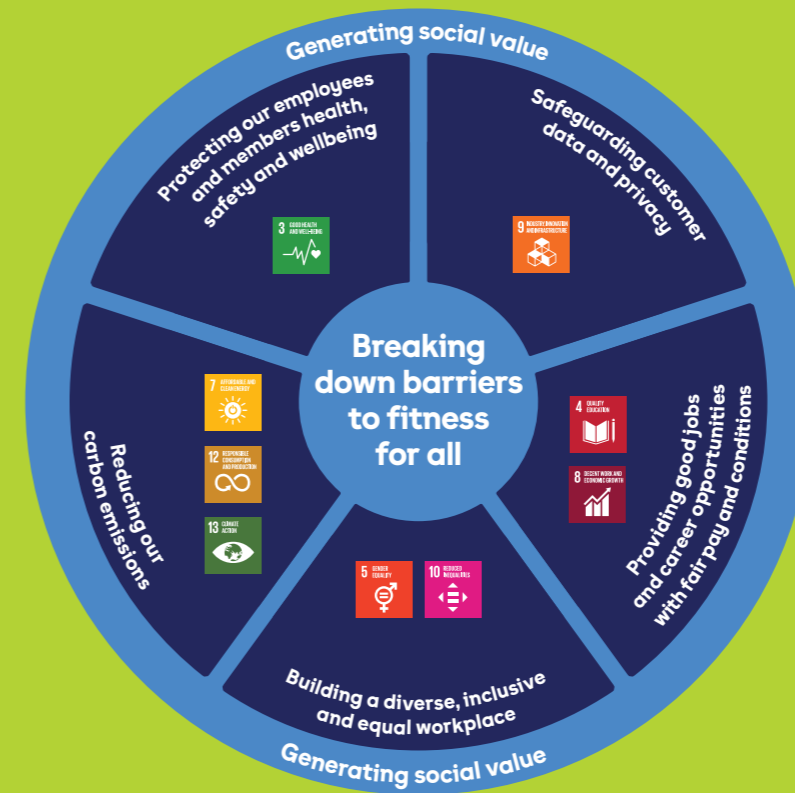 Generating social value
Protecting our employees
and members health,
safety and wellbeing
3 GOOD HEALTH
AND WELL-BEING
Safeguarding customer
data and privacy
9 INDUSTRY, INNOVATION
AND INFRASTRUCTURE
Breaking
down barriers
to fitness
for all
7 AFFORDABLE AND
CLEAN ENERGY
12 RESPONSIBLE
CONSUMPTION
AND PRODUCTION
13 CLIMATE
ACTION
Reducing our
carbon emissions
4 QUALITY
EDUCATION
8 DECENT WORK AND
ECONOMIC GROWTH
Providing good jobs
and career opportunities
with fair pay and conditions
5 GENDER
EQUALITY
10 REDUCED
INEQUALITIES
Building a diverse, inclusive
and equal workplace
Generating social value